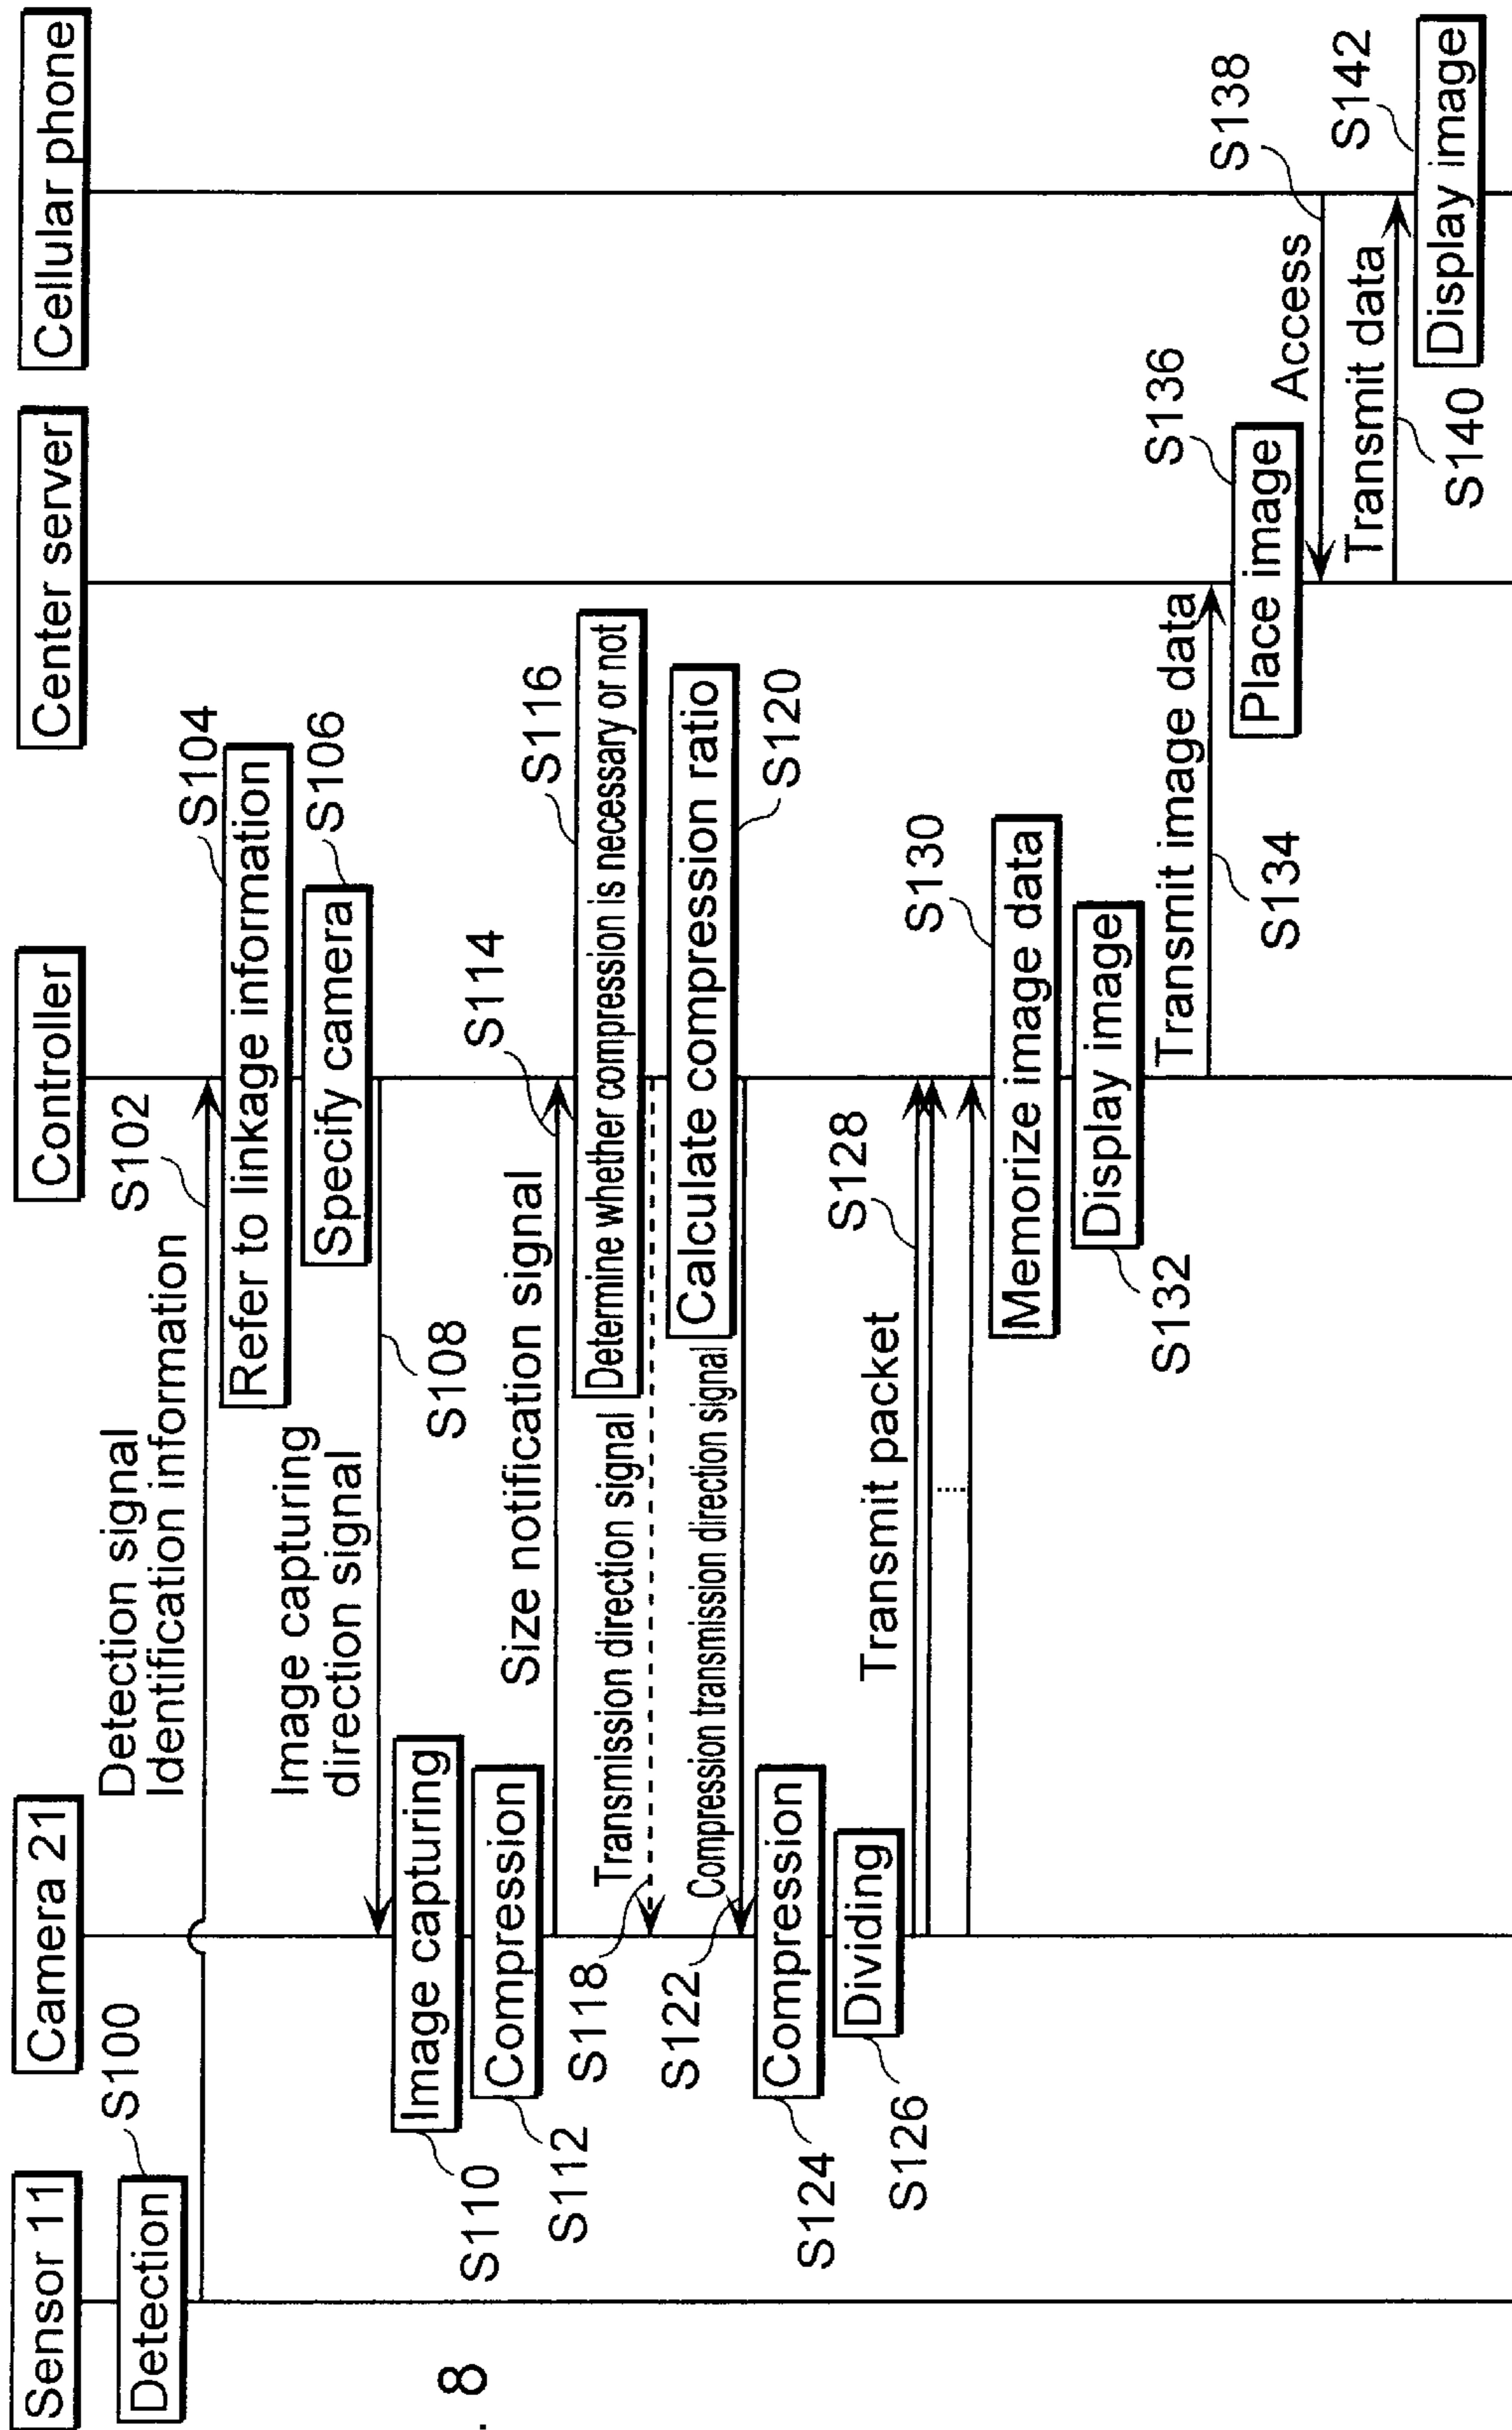 Sensor 11
Camera 21
Controller
Center server
Cellular phone
Detection
S100
Detection signal
Identification information
S102
S104
Refer to linkage information
S106
Specify camera
Image capturing
direction signal
S108
Image capturing
S110
Compression
S112
Size notification signal
S114
S116
Determine whether compression is necessary or not
Transmission direction signal
S118
Calculate compression ratio
S120
Compression transmission direction signal
S122
Compression
S124
Dividing
S126
Transmit packet
S128
S130
Memorize image data
Display image
S132
Transmit image data
S134
S136
Place image
Access
S138
Transmit data
S140
S142
Display image
. 8